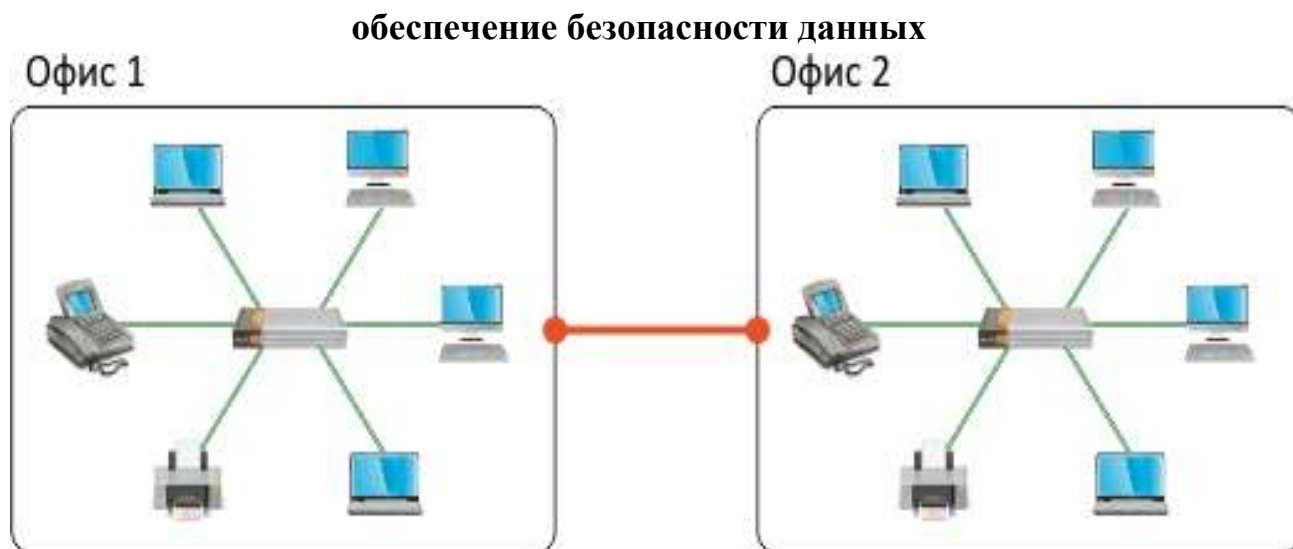 обеспечение безопасности данных
Офис 1
Офис 2